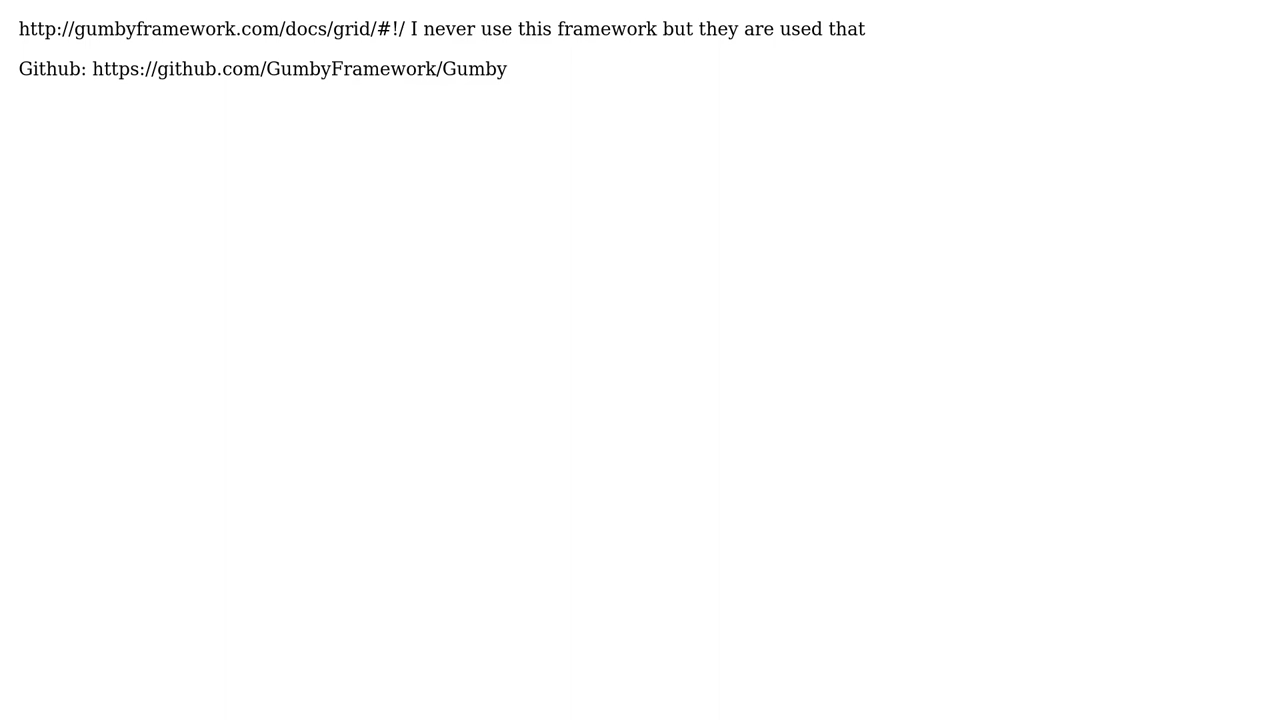 http://gumbyframework.com/docs/grid/#!/ I never use this framework but they are used that
Github: https://github.com/GumbyFramework/Gumby